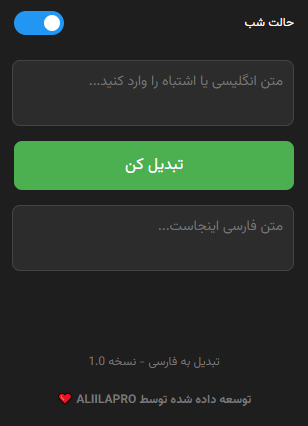 حالت شب
متن انگلیسی یا اشتباه را وارد کنید...
تبدیل کن
متن فارسی اینجاست...
تبدیل به فارسی - نسخه 1.0
توسعه داده شده توسط ALIILAPRO ❤️